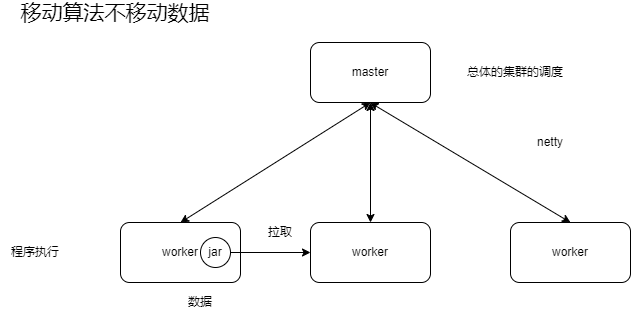 移动算法不移动数据
master
总体的集群的调度
netty
拉取
程序执行
worker
jar
worker
worker
数据